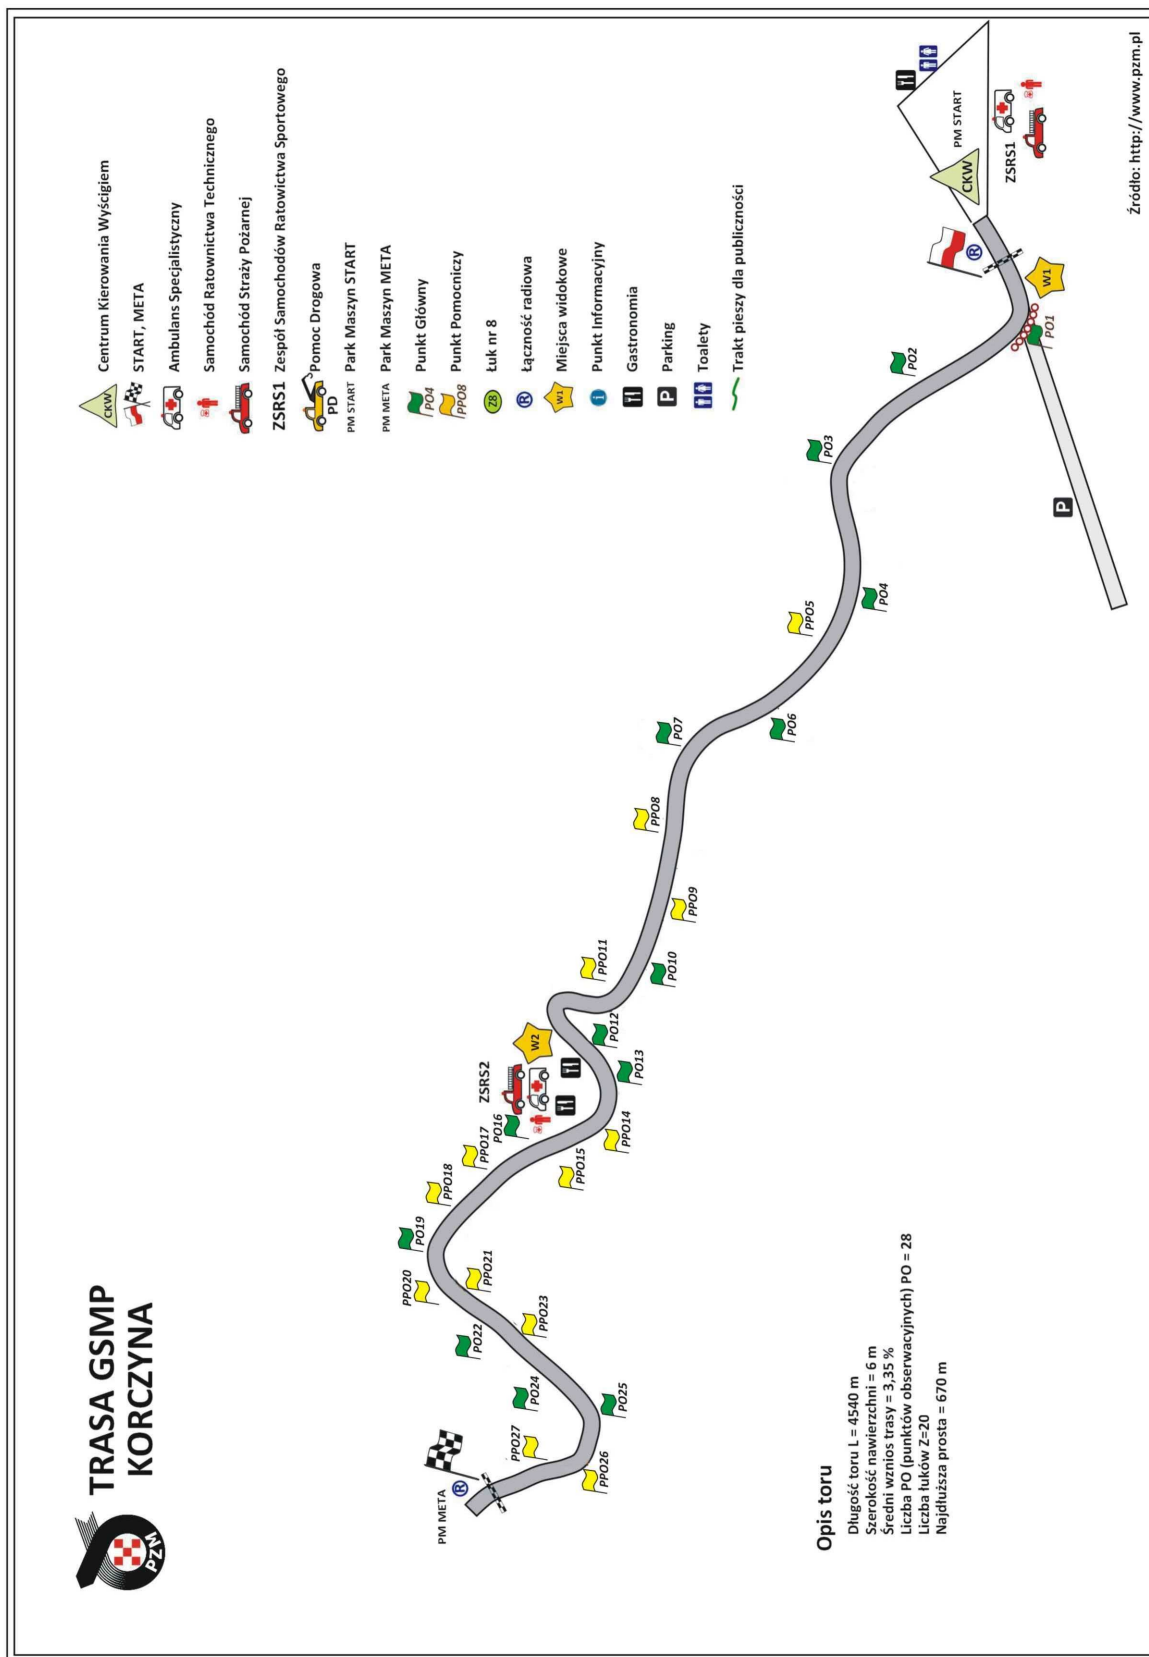 TRASA GSMP
KORCZYNA
PZM
CKW
Centrum Kierowania Wyścigiem
START, META
Ambulans Specjalistyczny
Samochód Ratownictwa Technicznego
Samochód Straży Pożarnej
ZSRS1 Zespół Samochodów Ratowictwa Sportowego
Pomoc Drogowa
PD
PM START Park Maszyn START
PM META Park Maszyn META
PO4 Punkt Główny
PPO8 Punkt Pomocniczy
Z8 Łuk nr 8
R Łączność radiowa
W1 Miejsca widokowe
i Punkt Informacyjny
Gastronomia
P Parking
Toalety
Trakt pieszy dla publiczności
PM META
R
PPO27
PPO26
PO25
PO24
PPO23
PO22
PPO21
PPO20
PO19
PPO18
PPO17
PO16
ZSRS2
W2
PPO15
PPO14
PO13
PO12
PPO11
PO10
PPO9
PPO8
PO7
PO6
PPO5
PO4
PO3
PO2
PO1
W1
P
R
CKW
PM START
ZSRS1
Opis toru
Długość toru L = 4540 m
Szerokość nawierzchni = 6 m
Średni wznios trasy = 3,35 %
Liczba PO (punktów obserwacyjnych) PO = 28
Liczba łuków Z=20
Najdłuższa prosta = 670 m
Źródło: http://www.pzm.pl